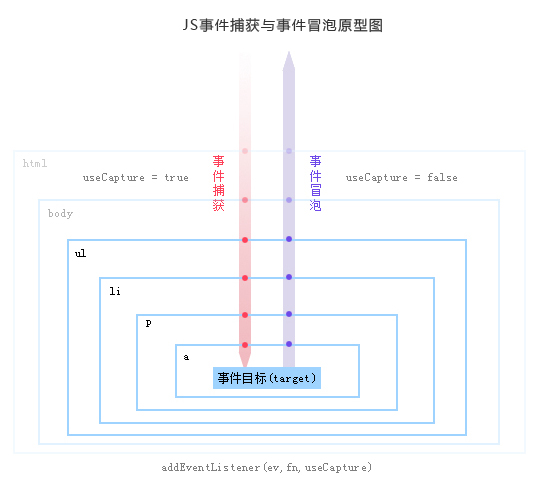 JS事件捕获与事件冒泡原型图
html
useCapture = true
事件捕获
事件冒泡
useCapture = false
body
ul
li
p
a
事件目标(target)
addEventListener(ev,fn,useCapture)